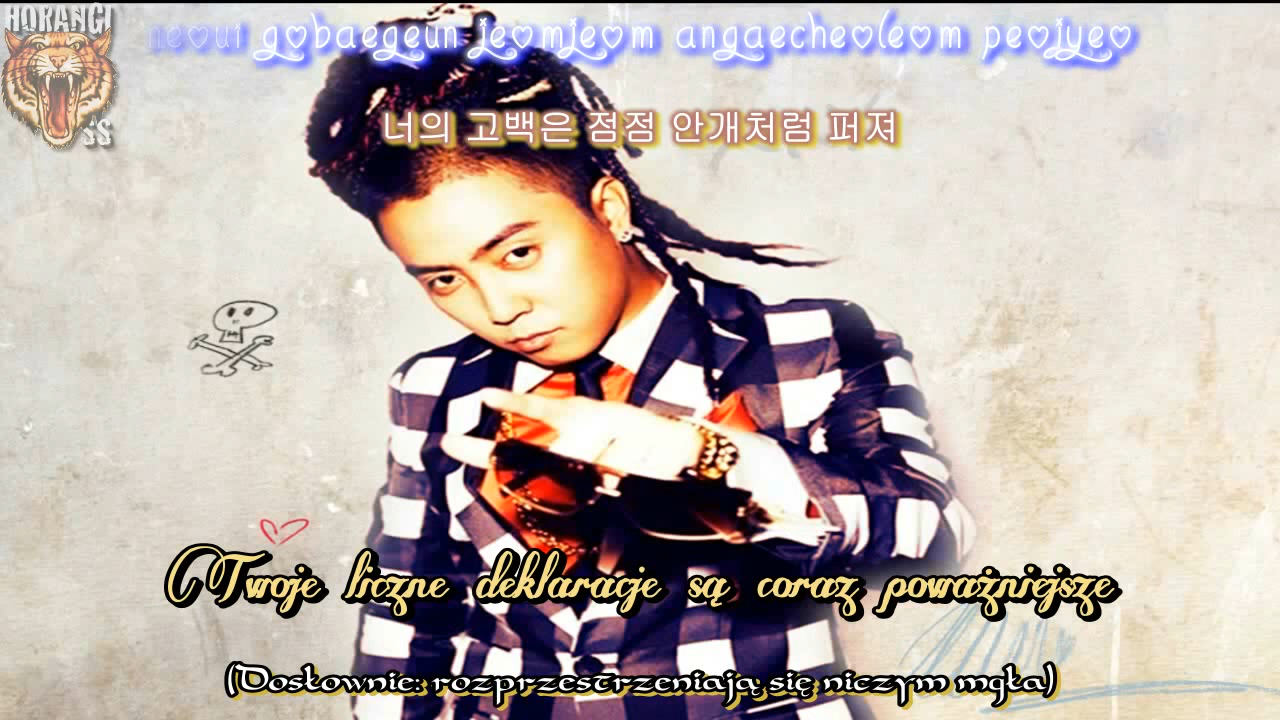 HORANGI
SS
neoui gobaegeun jeomjeom angaecheoleom peojyeo
너의 고백은 점점 안개처럼 퍼져
Twoje liczne deklaracje są coraz poważniejsze
(Dosłownie: rozprzestrzeniają się niczym mgła)